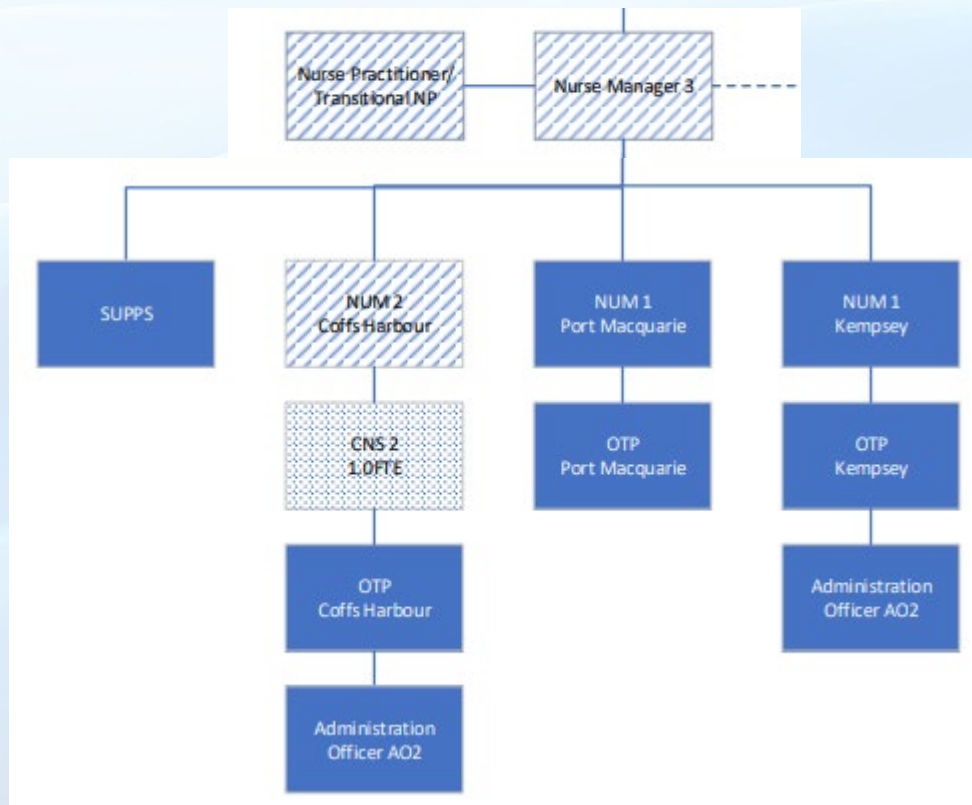 Nurse Practitioner/
Transitional NP
Nurse Manager 3
SUPPS
NUM 2
Coffs Harbour
NUM 1
Port Macquarie
NUM 1
Kempsey
CNS 2
1.0FTE
OTP
Port Macquarie
OTP
Kempsey
OTP
Coffs Harbour
Administration
Officer AO2
Administration
Officer AO2